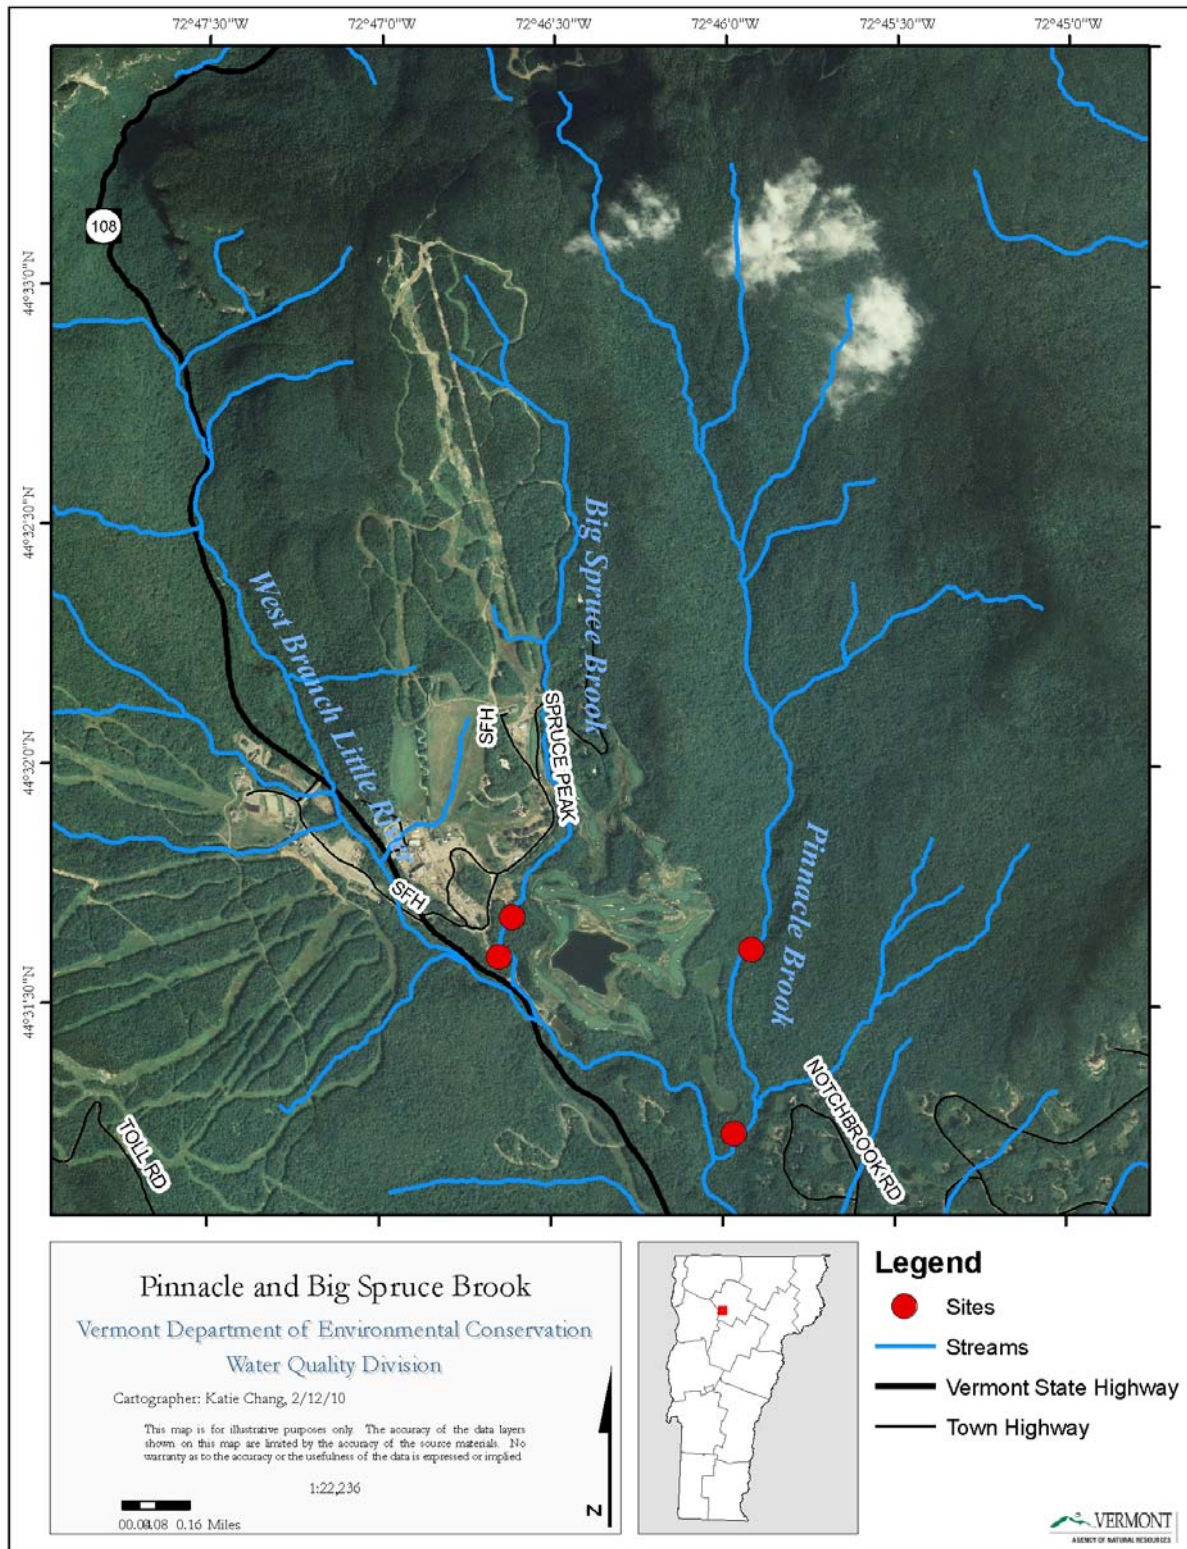 72°47'30"W 72°47'0"W 72°46'30"W 72°46'0"W 72°45'30"W 72°45'0"W
108
44°33'0"N
44°32'30"N
44°32'0"N
44°31'30"N
West Branch Little River
Big Spruce Brook
SFH
SPRUCE PEAK
SFH
Pinnacle Brook
NOTCHBROOK RD
TOLL RD
Pinnacle and Big Spruce Brook
Vermont Department of Environmental Conservation
Water Quality Division
Cartographer: Katie Chang, 2/12/10
This map is for illustrative purposes only. The accuracy of the data layers
shown on this map are limited by the accuracy of the source materials. No
warranty as to the accuracy or the usefulness of the data is expressed or implied
1:22,236
0.16 Miles
N
Legend
Sites
Streams
Vermont State Highway
Town Highway
VERMONT
AGENCY OF NATURAL RESOURCES